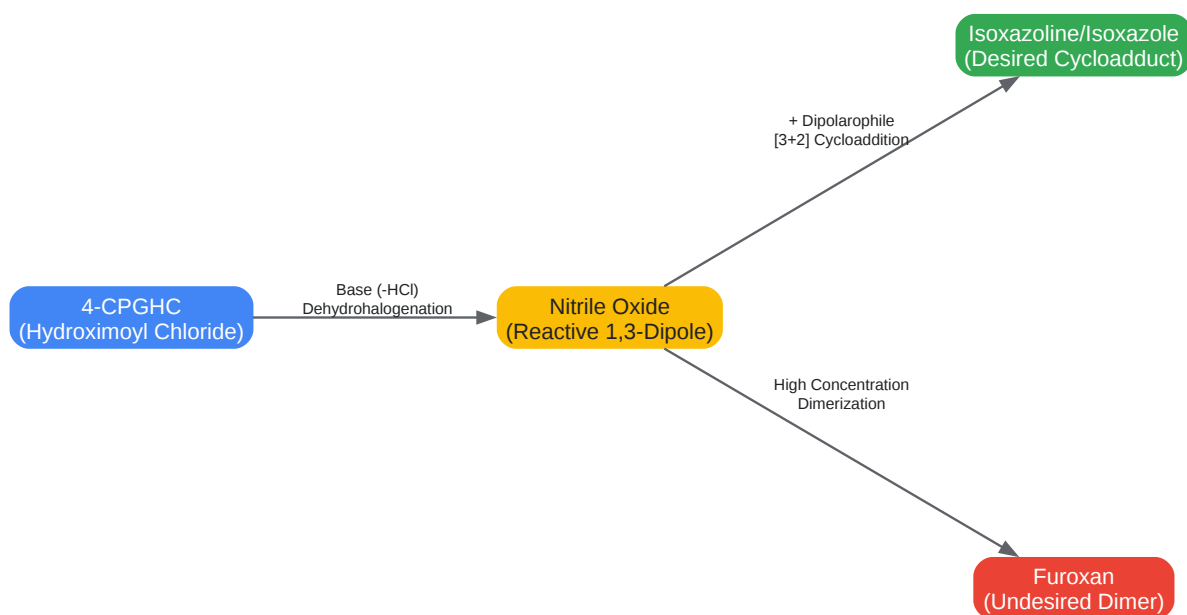 Isoxazoline/Isoxazole
(Desired Cycloadduct)
+ Dipolarophile
[3+2] Cycloaddition
4-CPGHC
(Hydroximoyl Chloride)
Base (-HCl)
Dehydrohalogenation
Nitrile Oxide
(Reactive 1,3-Dipole)
High Concentration
Dimerization
Furoxan
(Undesired Dimer)